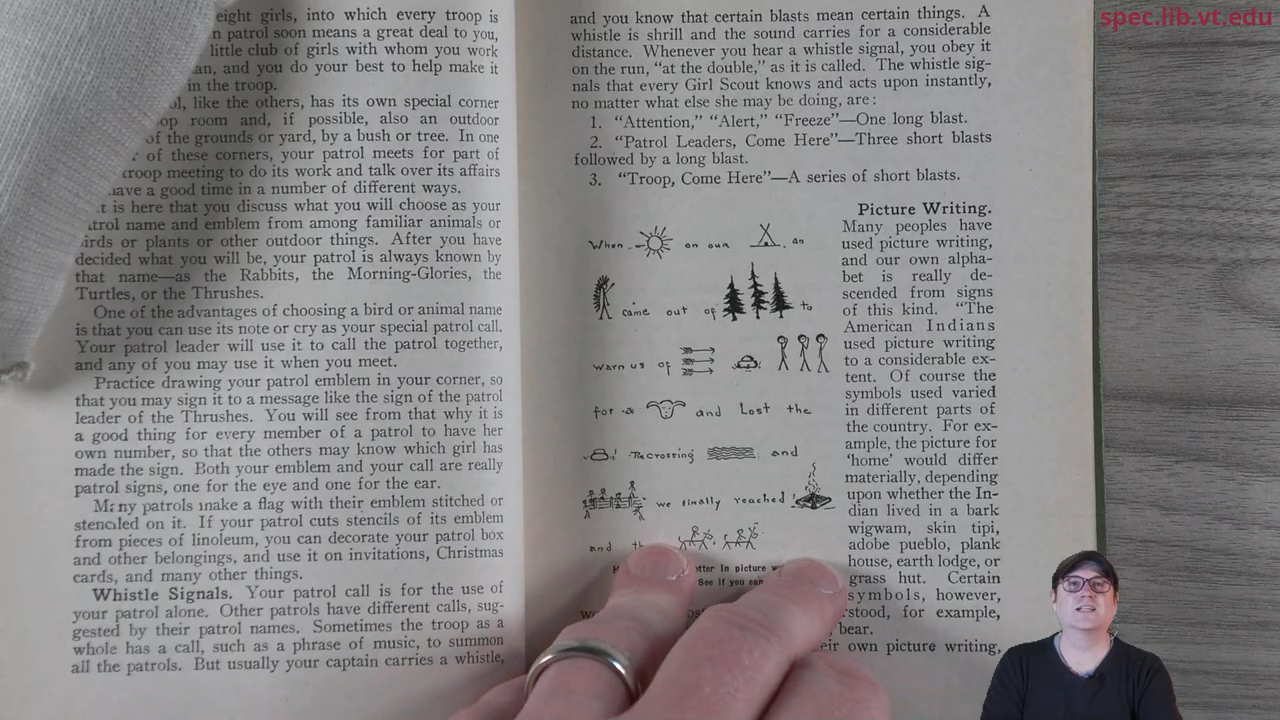 spec.lib.vt.edu
eight girls, into which every troop is
patrol soon means a great deal to you,
little club of girls with whom you work
and you do your best to help make it
in the troop.
like the others, has its own special corner
room and, if possible, also an outdoor
of the grounds or yard, by a bush or tree. In one
of these corners, your patrol meets for part of
troop meeting to do its work and talk over its affairs
have a good time in a number of different ways.
It is here that you discuss what you will choose as your
patrol name and emblem from among familiar animals or
birds or plants or other outdoor things. After you have
decided what you will be, your patrol is always known by
that name—as the Rabbits, the Morning-Glories, the
Turtles, or the Thrushes.
One of the advantages of choosing a bird or animal name
is that you can use its note or cry as your special patrol call.
Your patrol leader will use it to call the patrol together,
and any of you may use it when you meet.
Practice drawing your patrol emblem in your corner, so
that you may sign it to a message like the sign of the patrol
leader of the Thrushes. You will see from that why it is
a good thing for every member of a patrol to have her
own number, so that the others may know which girl has
made the sign. Both your emblem and your call are really
patrol signs, one for the eye and one for the ear.
Many patrols make a flag with their emblem stitched or
stenciled on it. If your patrol cuts stencils of its emblem
from pieces of linoleum, you can decorate your patrol box
and other belongings, and use it on invitations, Christmas
cards, and many other things.
Whistle Signals. Your patrol call is for the use of
your patrol alone. Other patrols have different calls, sug-
gested by their patrol names. Sometimes the troop as a
whole has a call, such as a phrase of music, to summon
all the patrols. But usually your captain carries a whistle,
and you know that certain blasts mean certain things. A
whistle is shrill and the sound carries for a considerable
distance. Whenever you hear a whistle signal, you obey it
on the run, “at the double,” as it is called. The whistle sig-
nals that every Girl Scout knows and acts upon instantly,
no matter what else she may be doing, are:
1. “Attention,” “Alert,” “Freeze”—One long blast.
2. “Patrol Leaders, Come Here”—Three short blasts
followed by a long blast.
3. “Troop, Come Here”—A series of short blasts.
When on our an
came out of to
warn us of
for a and Lost the
Recrossing and
we finally reached
and
in picture
See if you can
Picture Writing.
Many peoples have
used picture writing,
and our own alpha-
bet is really de-
scended from signs
of this kind. “The
American Indians
used picture writing
to a considerable ex-
tent. Of course the
symbols used varied
in different parts of
the country. For ex-
ample, the picture for
‘home’ would differ
materially, depending
upon whether the In-
dian lived in a bark
wigwam, skin tipi,
adobe pueblo, plank
house, earth lodge, or
grass hut. Certain
symbols, however,
for example,
bear.
own picture writing,